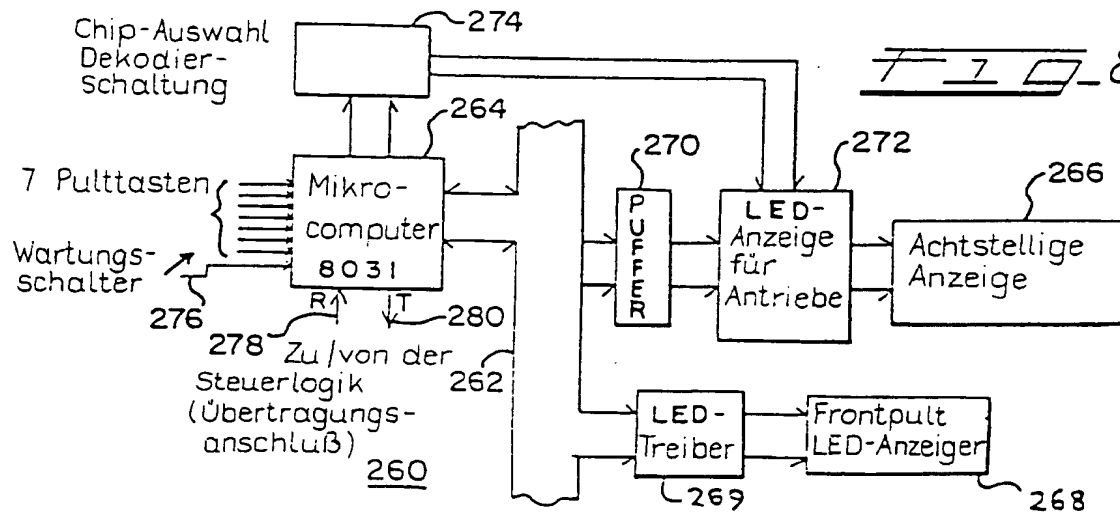 Chip-Auswahl
Dekodier-
schaltung
274
264
7 Pulttasten
Mikro-
computer
8031
Wartungs-
schalter
276
R
T
278
280
Zu/von der
Steuerlogik
(Übertragungs-
anschluß)
260
262
270
PUFFER
272
LED-
Anzeige
für
Antriebe
266
Achtstellige
Anzeige
LED-
Treiber
269
Frontpult
LED-Anzeiger
268
FIG_8